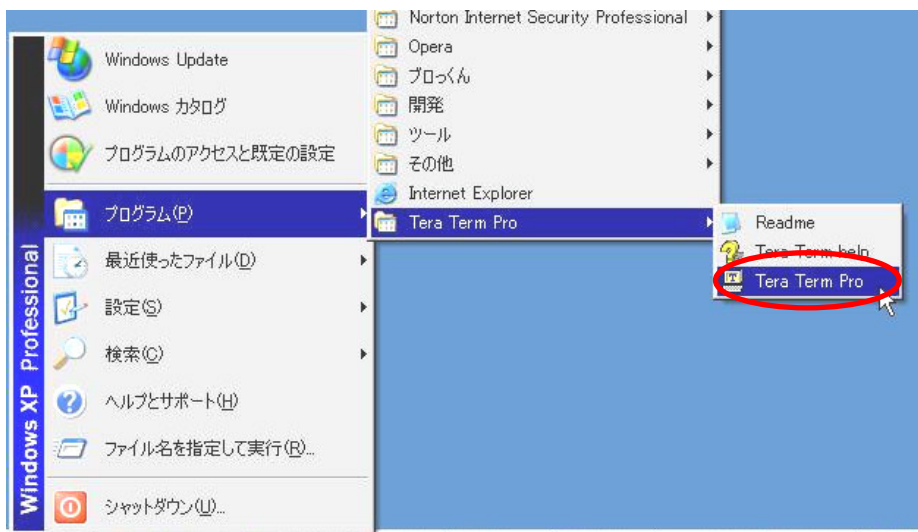 Windows XP Professional
Windows Update
Windows カタログ
プログラムのアクセスと既定の設定
プログラム(P)
最近使ったファイル(D)
設定(S)
検索(C)
ヘルプとサポート(H)
ファイル名を指定して実行(R)...
シャットダウン(U)...
Norton Internet Security Professional
Opera
ブロっくん
開発
ツール
その他
Internet Explorer
Tera Term Pro
Readme
Tera Term help
Tera Term Pro